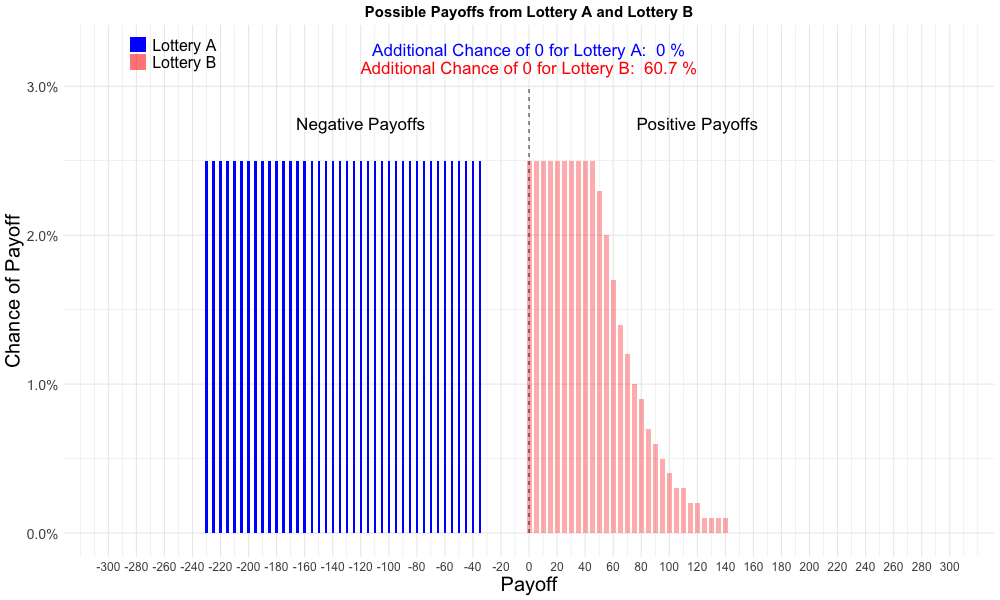 Possible Payoffs from Lottery A and Lottery B
Lottery A
Lottery B
Additional Chance of 0 for Lottery A:  0 %
Additional Chance of 0 for Lottery B:  60.7 %
Negative Payoffs
Positive Payoffs
Chance of Payoff
3.0%
2.0%
1.0%
0.0%
-300 -280 -260 -240 -220 -200 -180 -160 -140 -120 -100 -80 -60 -40 -20 0 20 40 60 80 100 120 140 160 180 200 220 240 260 280 300
Payoff